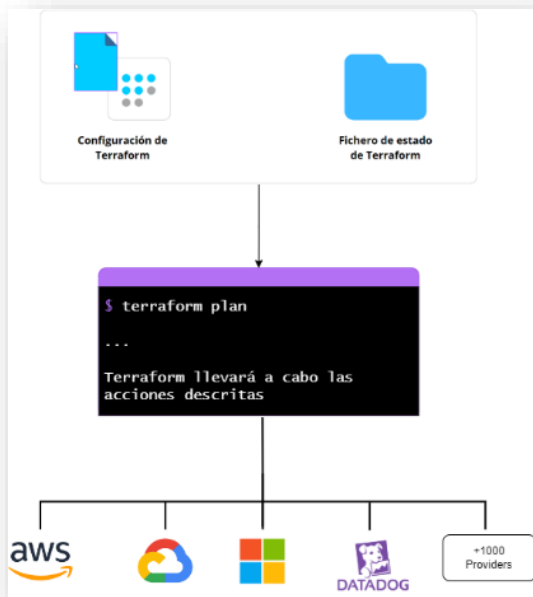 Configuración de
Terraform
Fichero de estado
de Terraform
$ terraform plan
...
Terraform llevará a cabo las
acciones descritas
aws
DATADOG
+1000
Providers